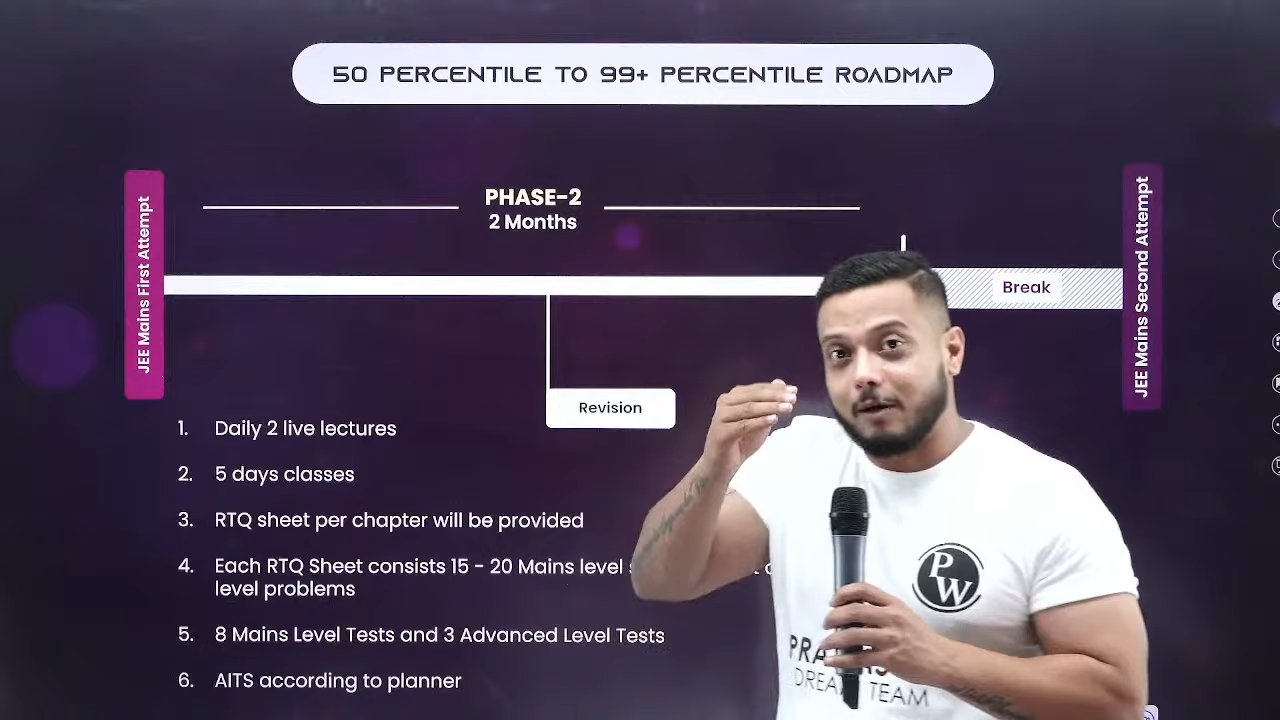 50 PERCENTILE TO 99+ PERCENTILE ROADMAP
PHASE-2
2 Months
JEE Mains First Attempt
Break
JEE Mains Second Attempt
Revision
1. Daily 2 live lectures
2. 5 days classes
3. RTQ sheet per chapter will be provided
4. Each RTQ Sheet consists 15 - 20 Mains level
level problems
5. 8 Mains Level Tests and 3 Advanced Level Tests
6. AITS according to planner
PW
TEAM